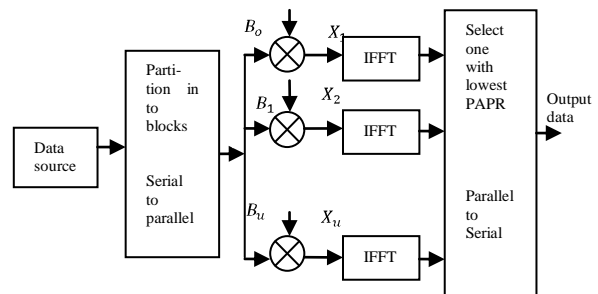 Data
source
Parti-
tion in
to
blocks
Serial
to
parallel
B_o
X_1
IFFT
B_1
X_2
IFFT
B_u
X_u
IFFT
Select
one
with
lowest
PAPR
Parallel
to
Serial
Output
data